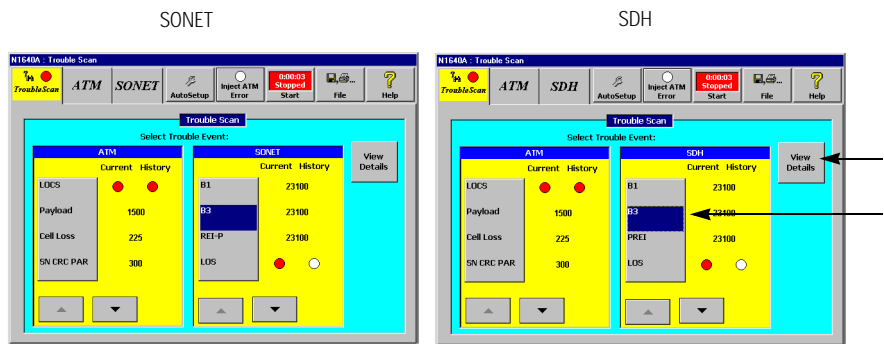 SONET
N1640A : Trouble Scan
TroubleScan
ATM
SONET
AutoSetup
Inject ATM
Error
0:00:03
Stopped
Start
File
Help
Trouble Scan
Select Trouble Event:
ATM
Current History
LOCS
Payload 1500
Cell Loss 225
SN CRC PAR 300
SONET
Current History
B1 23100
B3 23100
REI-P 23100
LOS
View
Details
SDH
N1640A : Trouble Scan
TroubleScan
ATM
SDH
AutoSetup
Inject ATM
Error
0:00:03
Stopped
Start
File
Help
Trouble Scan
Select Trouble Event:
ATM
Current History
LOCS
Payload 1500
Cell Loss 225
SN CRC PAR 300
SDH
Current History
B1 23100
B3 23100
PREI 23100
LOS
View
Details